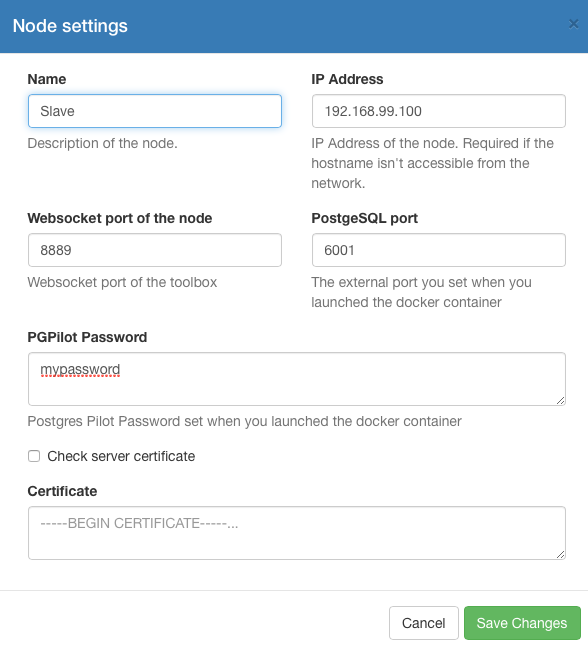 Node settings
×
Name
IP Address
Slave
192.168.99.100
Description of the node.
IP Address of the node. Required if the
hostname isn't accessible from the
network.
Websocket port of the node
PostgeSQL port
8889
6001
Websocket port of the toolbox
The external port you set when you
launched the docker container
PGPilot Password
mypassword
Postgres Pilot Password set when you launched the docker container
Check server certificate
Certificate
-----BEGIN CERTIFICATE-----...
Cancel
Save Changes